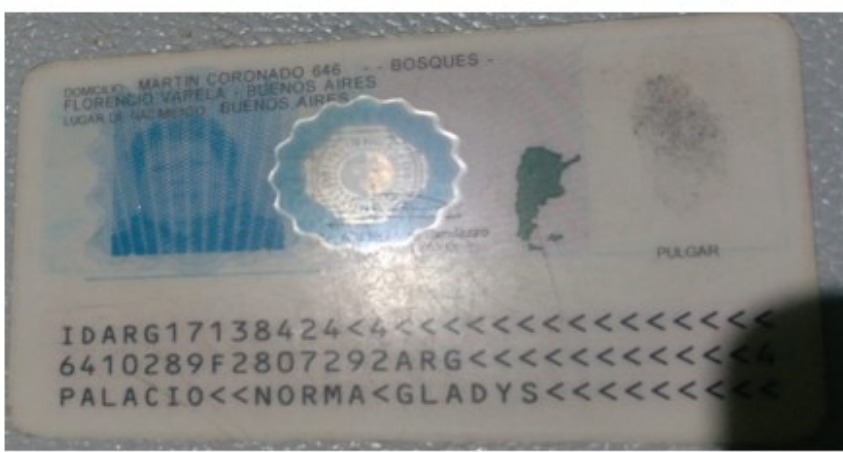 DOMICILIO: MARTIN CORONADO 646 - - BOSQUES -
FLORENCIO VARELA - BUENOS AIRES
LUGAR DE NACIMIENTO: BUENOS AIRES
PULGAR
IDARG17138424<4<<<<<<<<<<<<<<<
6410289F2807292ARG<<<<<<<<<<<4
PALACIO<<NORMA<GLADYS<<<<<<<<<